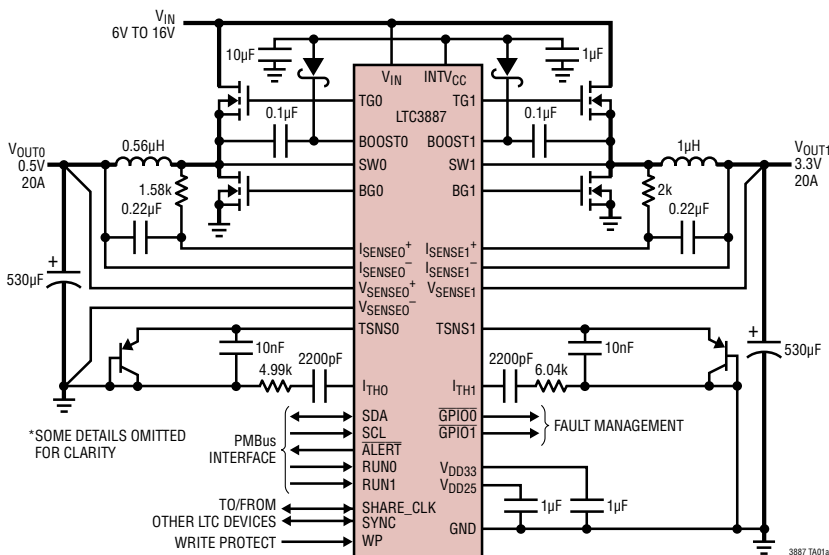 VIN
6V TO 16V
10µF
1µF
VIN
INTVCC
LTC3887
TG0
TG1
0.1µF
0.1µF
BOOST0
BOOST1
VOUT0
0.5V
20A
0.56µH
SW0
SW1
1µH
VOUT1
3.3V
20A
1.58k
BG0
BG1
2k
0.22µF
0.22µF
ISENSE0+
ISENSE1+
ISENSE0–
ISENSE1–
VSENSE0+
VSENSE1
VSENSE0–
+
530µF
TSNS0
TSNS1
+
530µF
10nF
10nF
2200pF
2200pF
4.99k
6.04k
ITH0
ITH1
*SOME DETAILS OMITTED
FOR CLARITY
PMBus
INTERFACE
SDA
SCL
ALERT
RUN0
RUN1
GPIO0
GPIO1
FAULT MANAGEMENT
VDD33
VDD25
1µF
1µF
TO/FROM
OTHER LTC DEVICES
SHARE_CLK
SYNC
WRITE PROTECT
WP
GND
3887 TA01a